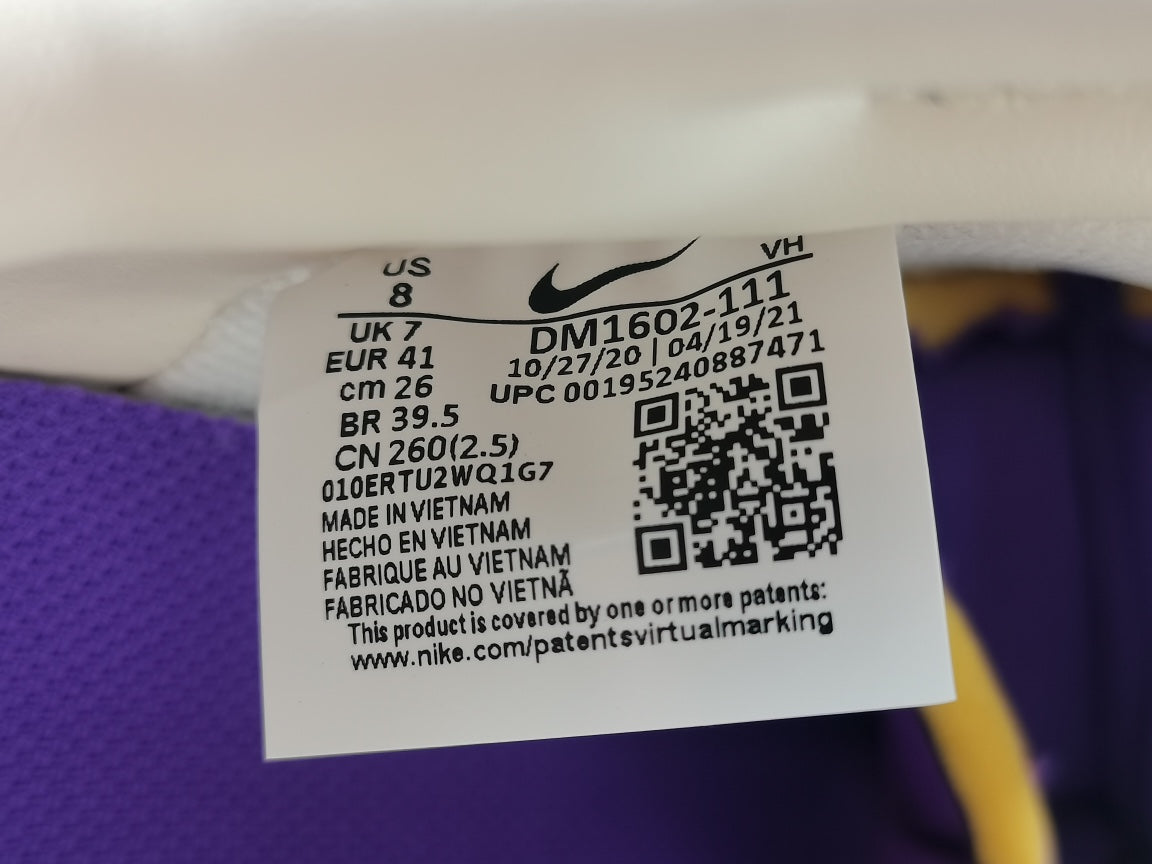 US
8
VH
UK 7
EUR 41
cm 26
BR 39.5
CN 260(2.5)
DM1602-111
10/27/20 | 04/19/21
UPC 00195240887471
010ERTU2WQ1G7
MADE IN VIETNAM
HECHO EN VIETNAM
FABRIQUE AU VIETNAM
FABRICADO NO VIETNÃ
This product is covered by one or more patents:
www.nike.com/patentsvirtualmarking